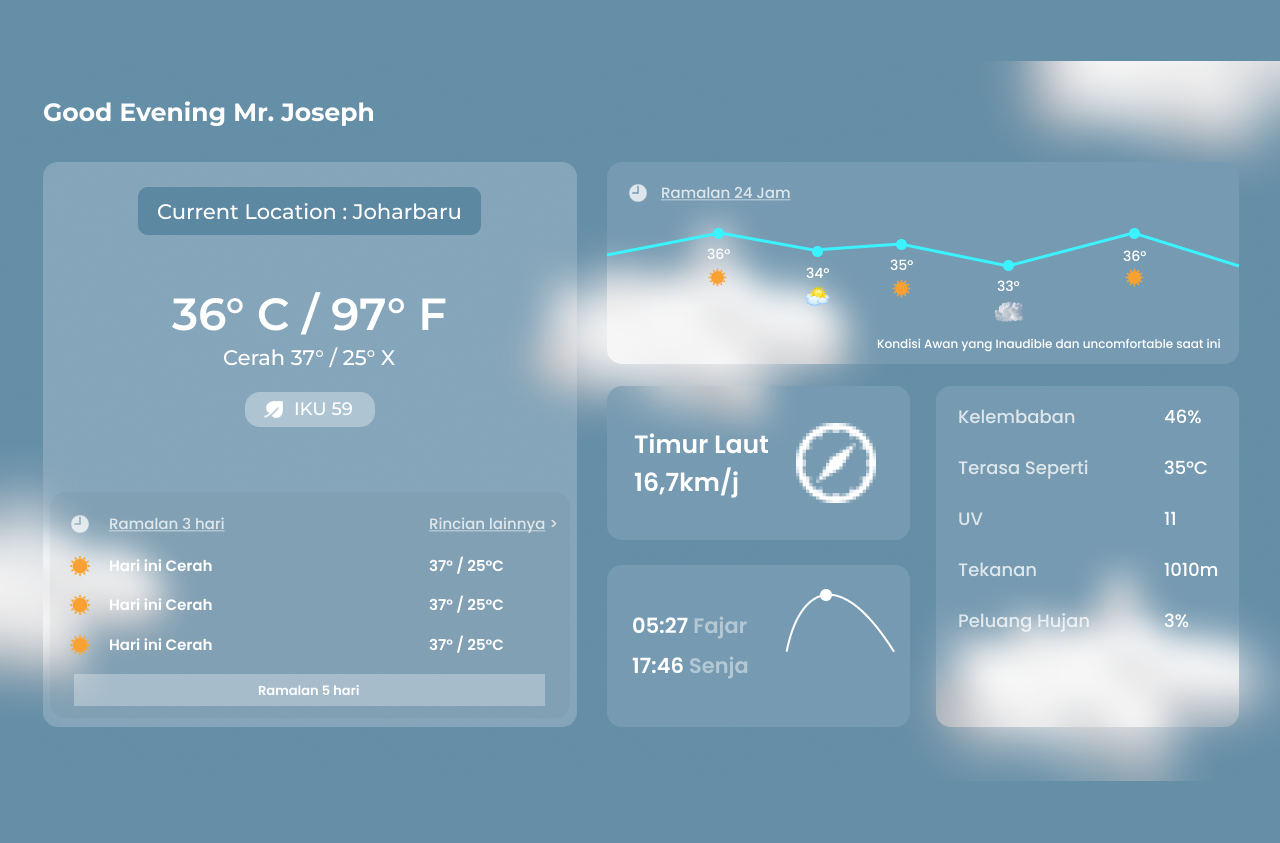 Good Evening Mr. Joseph
Current Location : Joharbaru
36° C / 97° F
Cerah 37° / 25° X
IKU 59
Ramalan 3 hari
Rincian lainnya >
Hari ini Cerah
37° / 25°C
Hari ini Cerah
37° / 25°C
Hari ini Cerah
37° / 25°C
Ramalan 5 hari
Ramalan 24 Jam
36°
34°
35°
33°
36°
Kondisi Awan yang Inaudible dan uncomfortable saat ini
Timur Laut
16,7km/j
05:27 Fajar
17:46 Senja
Kelembaban
46%
Terasa Seperti
35°C
UV
11
Tekanan
1010m
Peluang Hujan
3%